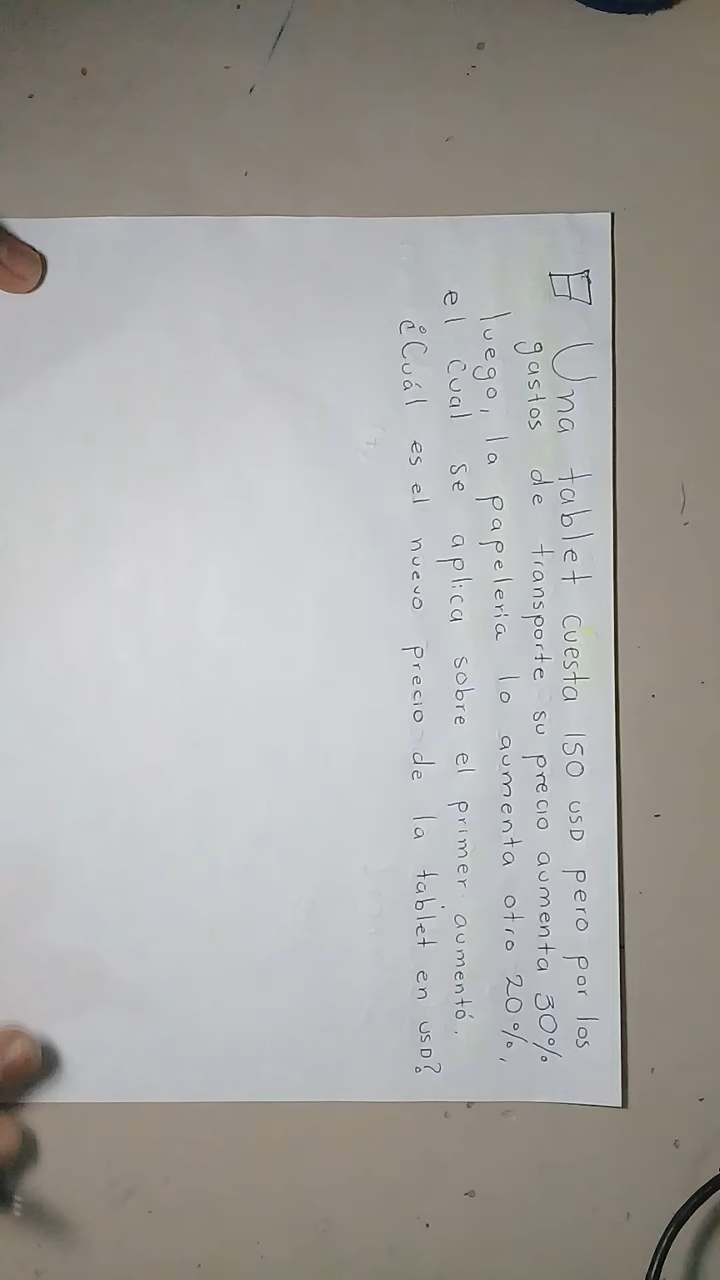 Una tablet cuesta 150 USD pero por los
gastos de transporte su precio aumenta 30%
luego, la papelería lo aumenta otro 20%,
el cual se aplica sobre el primer aumento.
¿Cuál es el nuevo precio de la tablet en USD?